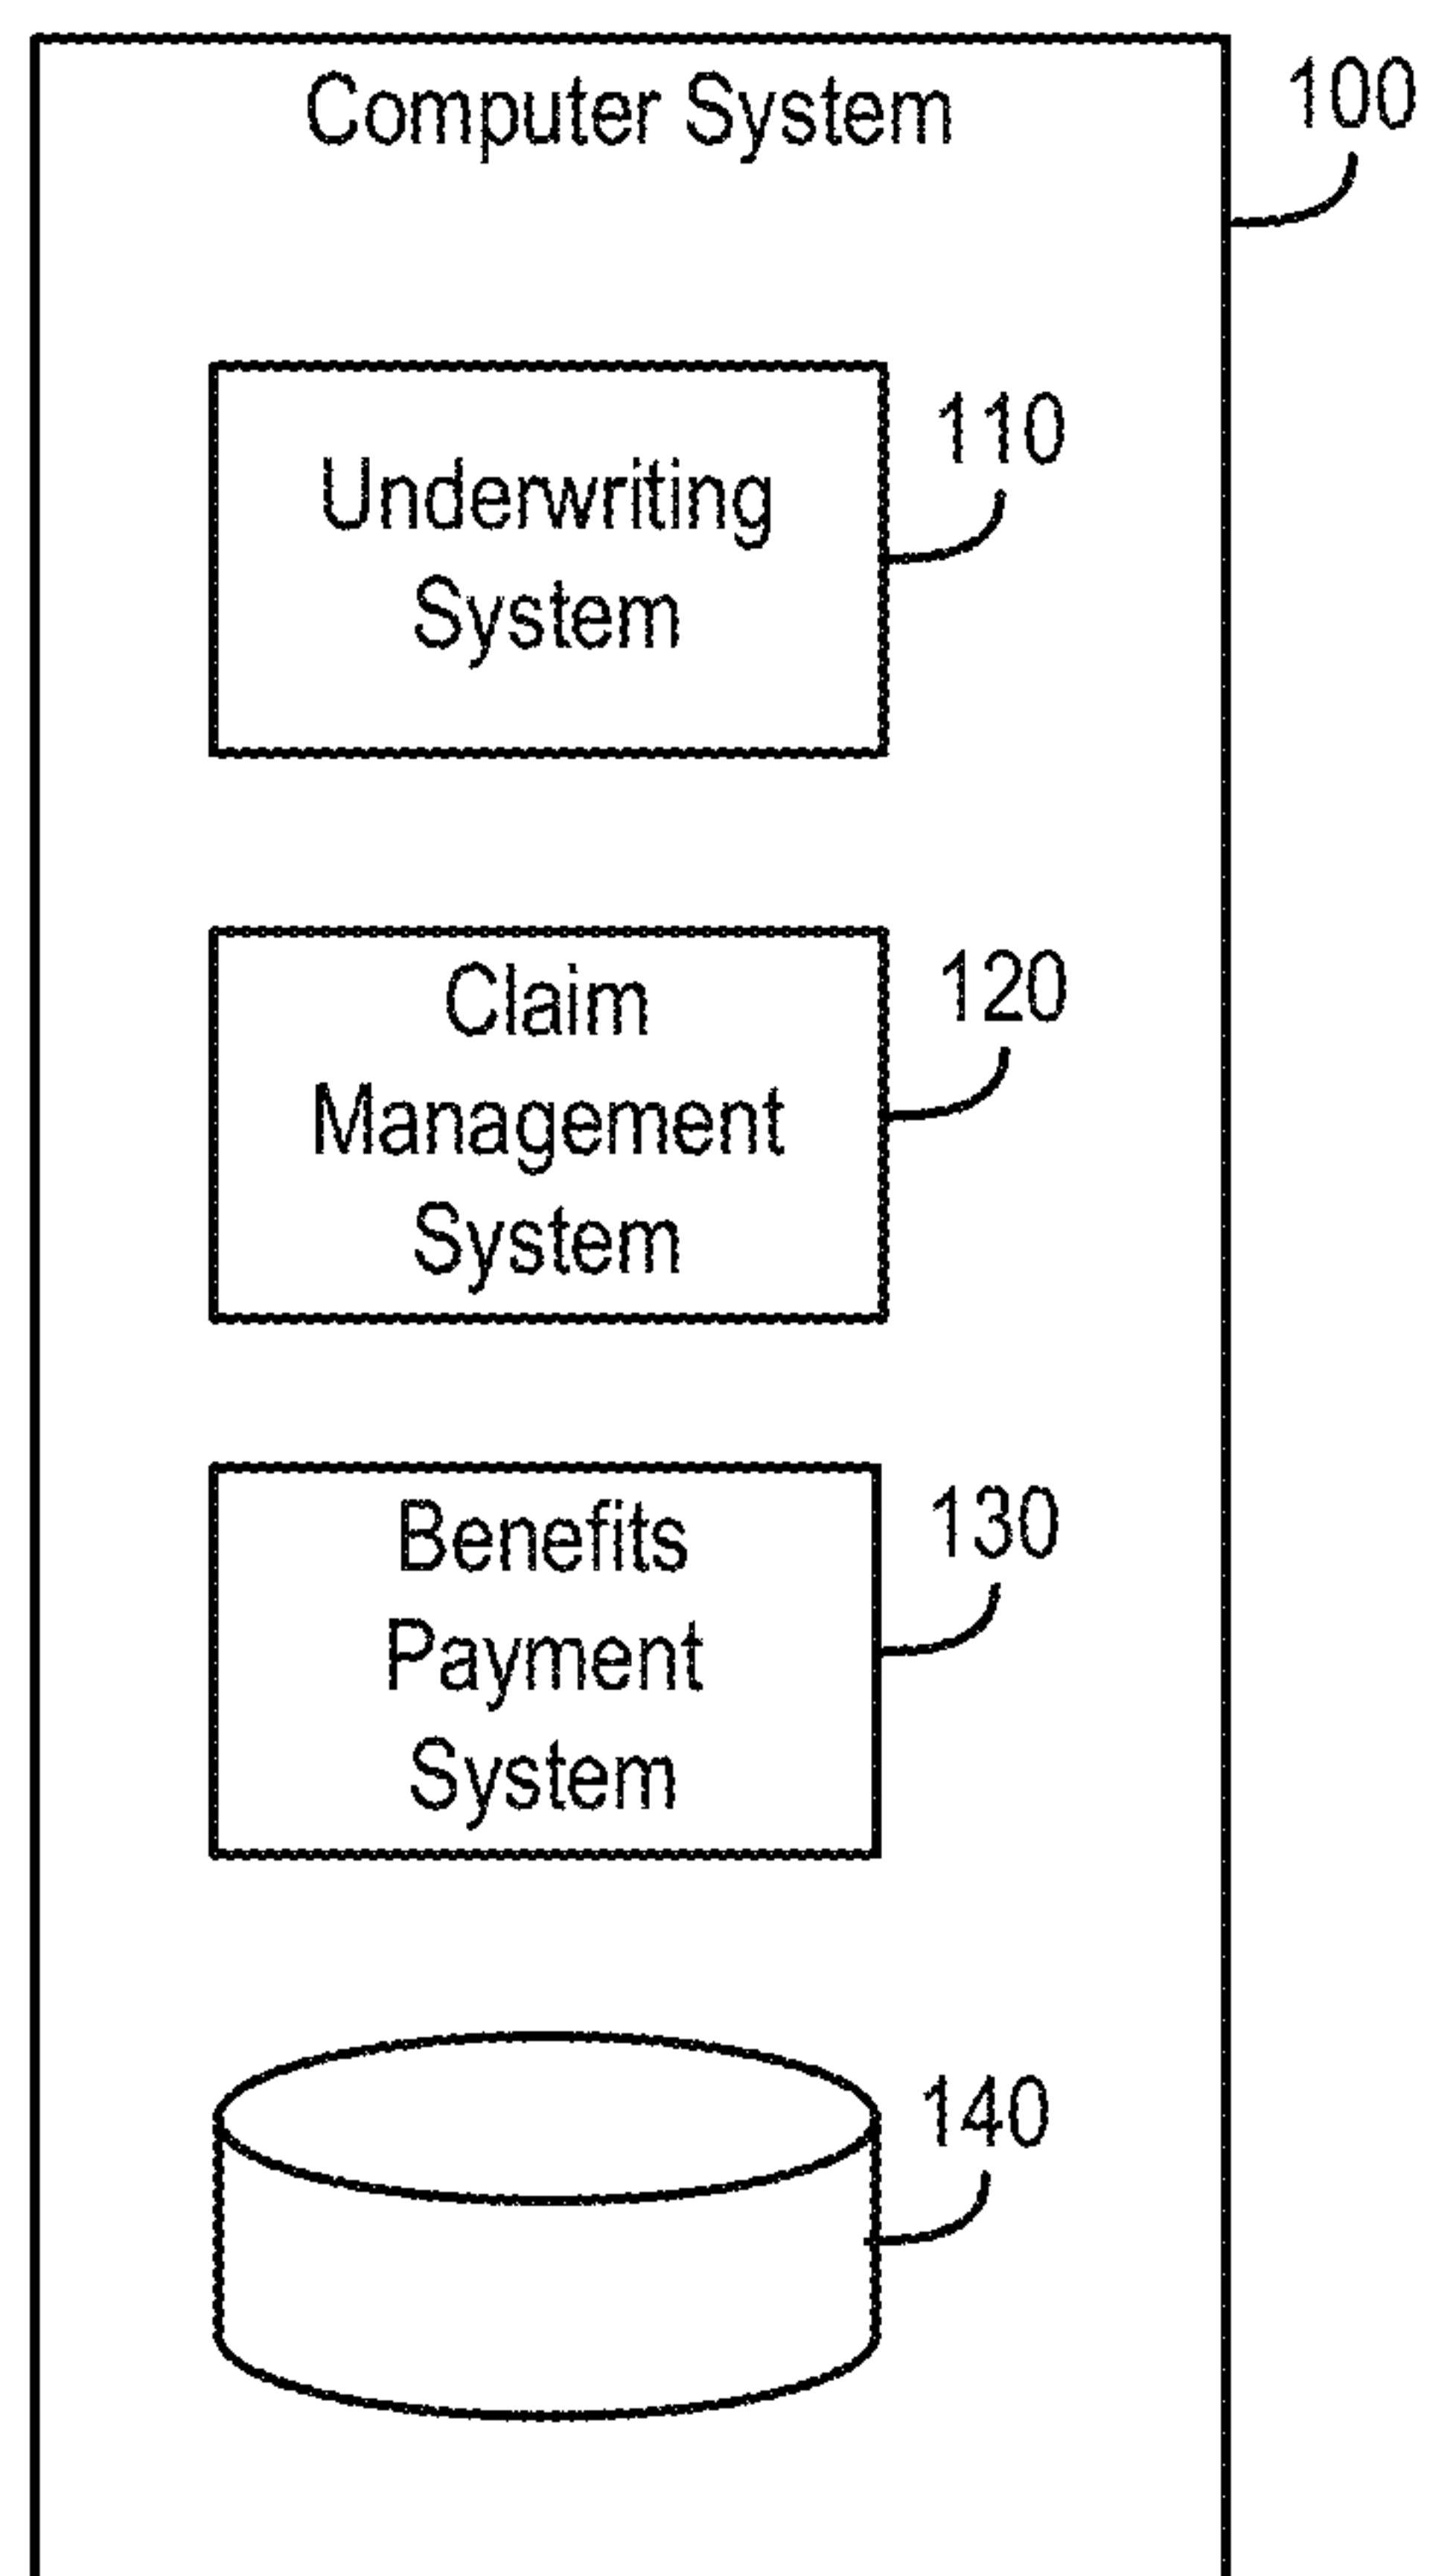 Computer System
100
Underwriting
System
110
Claim
Management
System
120
Benefits
Payment
System
130
140